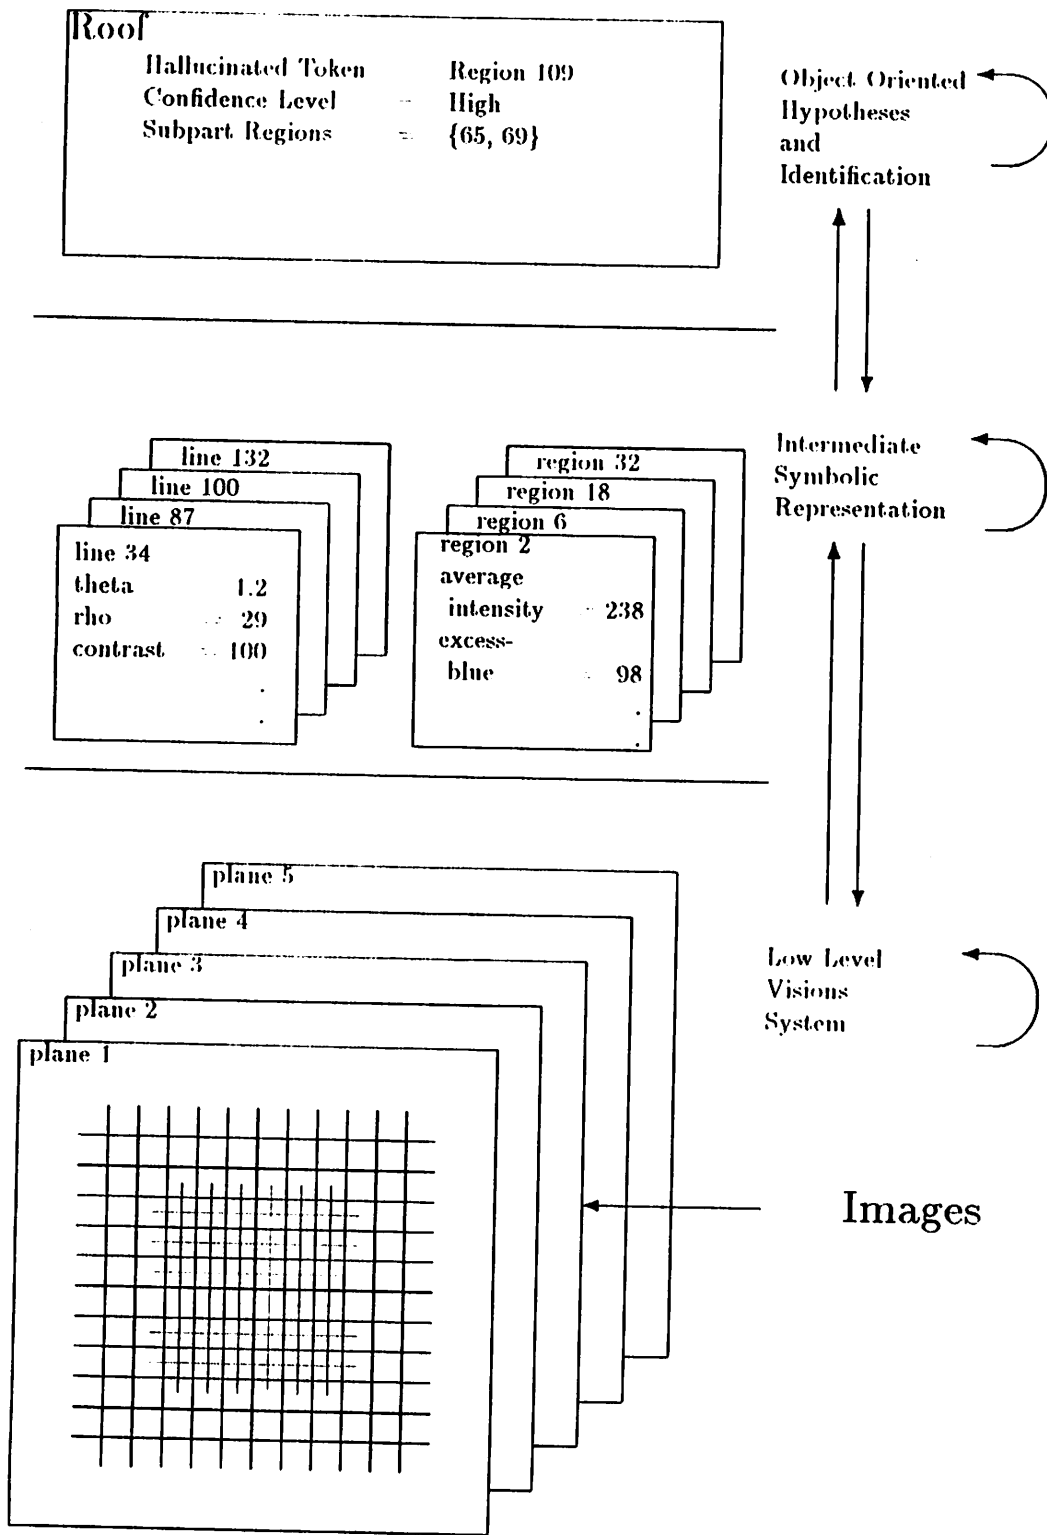 Roof
Hallucinated Token Region 109
Confidence Level = High
Subpart Regions = {65, 69}
Object Oriented
Hypotheses
and
Identification
line 132
line 100
line 87
line 34
theta 1.2
rho = 29
contrast = 100
.
.
region 32
region 18
region 6
region 2
average
intensity = 238
excess-
blue = 98
.
.
Intermediate
Symbolic
Representation
plane 5
plane 4
plane 3
plane 2
plane 1
Low Level
Visions
System
Images